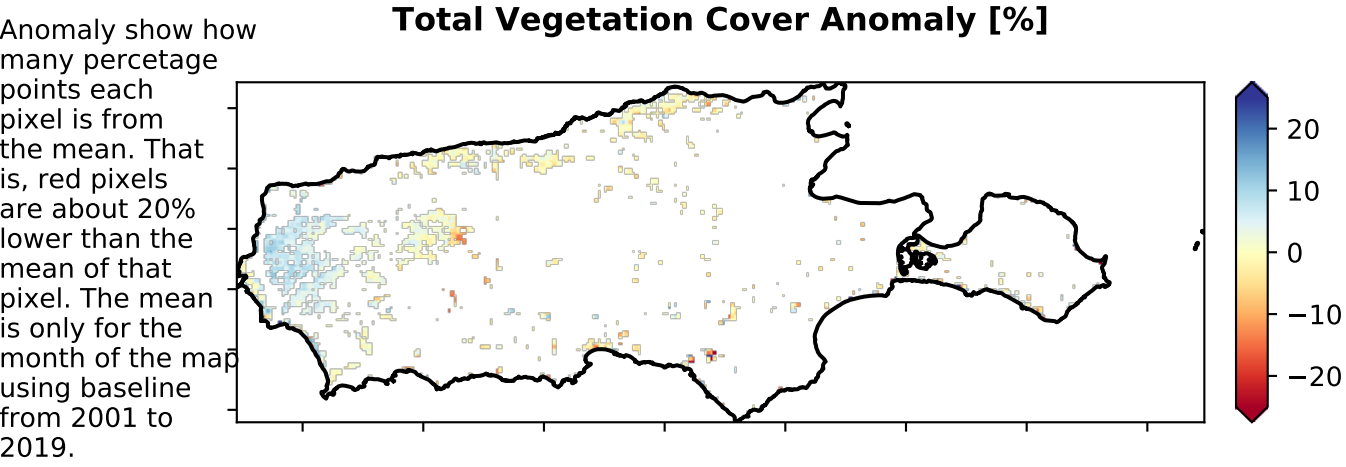 Total Vegetation Cover Anomaly [%]
Anomaly show how
many percetage
points each
pixel is from
the mean. That
is, red pixels
are about 20%
lower than the
mean of that
pixel. The mean
is only for the
month of the map
using baseline
from 2001 to
2019.
20
10
0
−10
−20